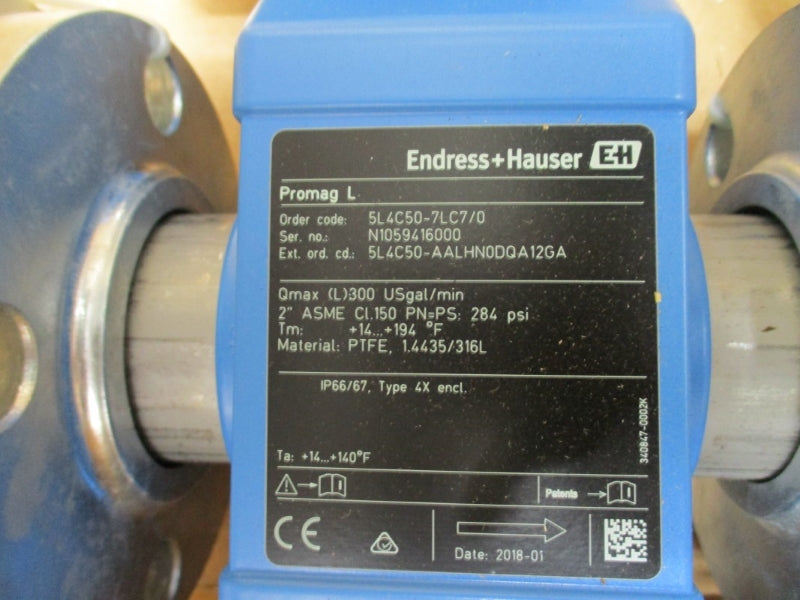 Endress+Hauser EH
Promag L
Order code: 5L4C50-7LC7/0
Ser. no.: N1059416000
Ext. ord. cd.: 5L4C50-AALHN0DQA12GA
Qmax (L)300 USgal/min
2" ASME Cl.150 PN=PS: 284 psi
Tm: +14...+194 °F
Material: PTFE, 1.4435/316L
IP66/67, Type 4X encl.
340847-0002K
Ta: +14...+140°F
Patents
CE
Date: 2018-01